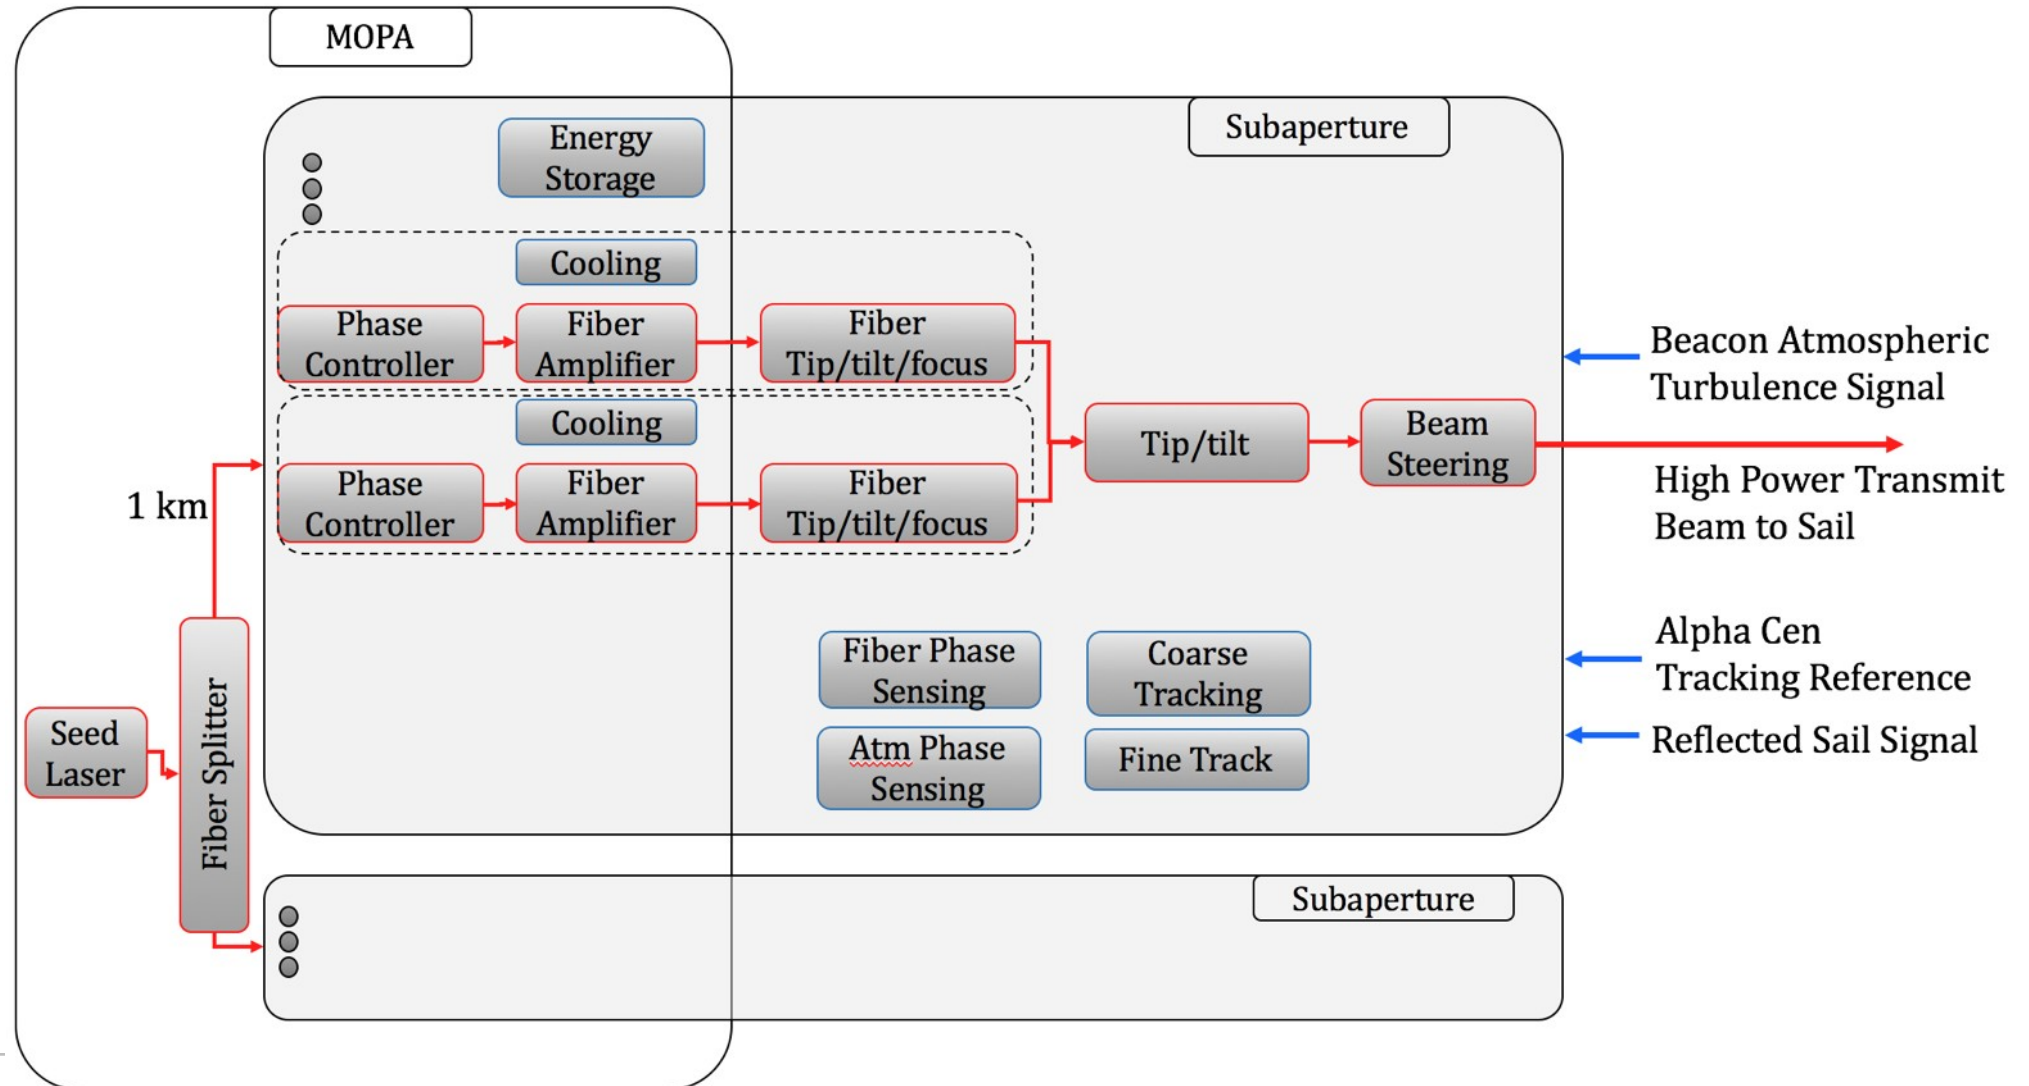 MOPA
Subaperture
Energy
Storage
Cooling
Phase
Controller
Fiber
Amplifier
Fiber
Tip/tilt/focus
Cooling
Phase
Controller
Fiber
Amplifier
Fiber
Tip/tilt/focus
Tip/tilt
Beam
Steering
Beacon Atmospheric
Turbulence Signal
High Power Transmit
Beam to Sail
1 km
Fiber Phase
Sensing
Coarse
Tracking
Alpha Cen
Tracking Reference
Seed
Laser
Fiber Splitter
Atm Phase
Sensing
Fine Track
Reflected Sail Signal
Subaperture